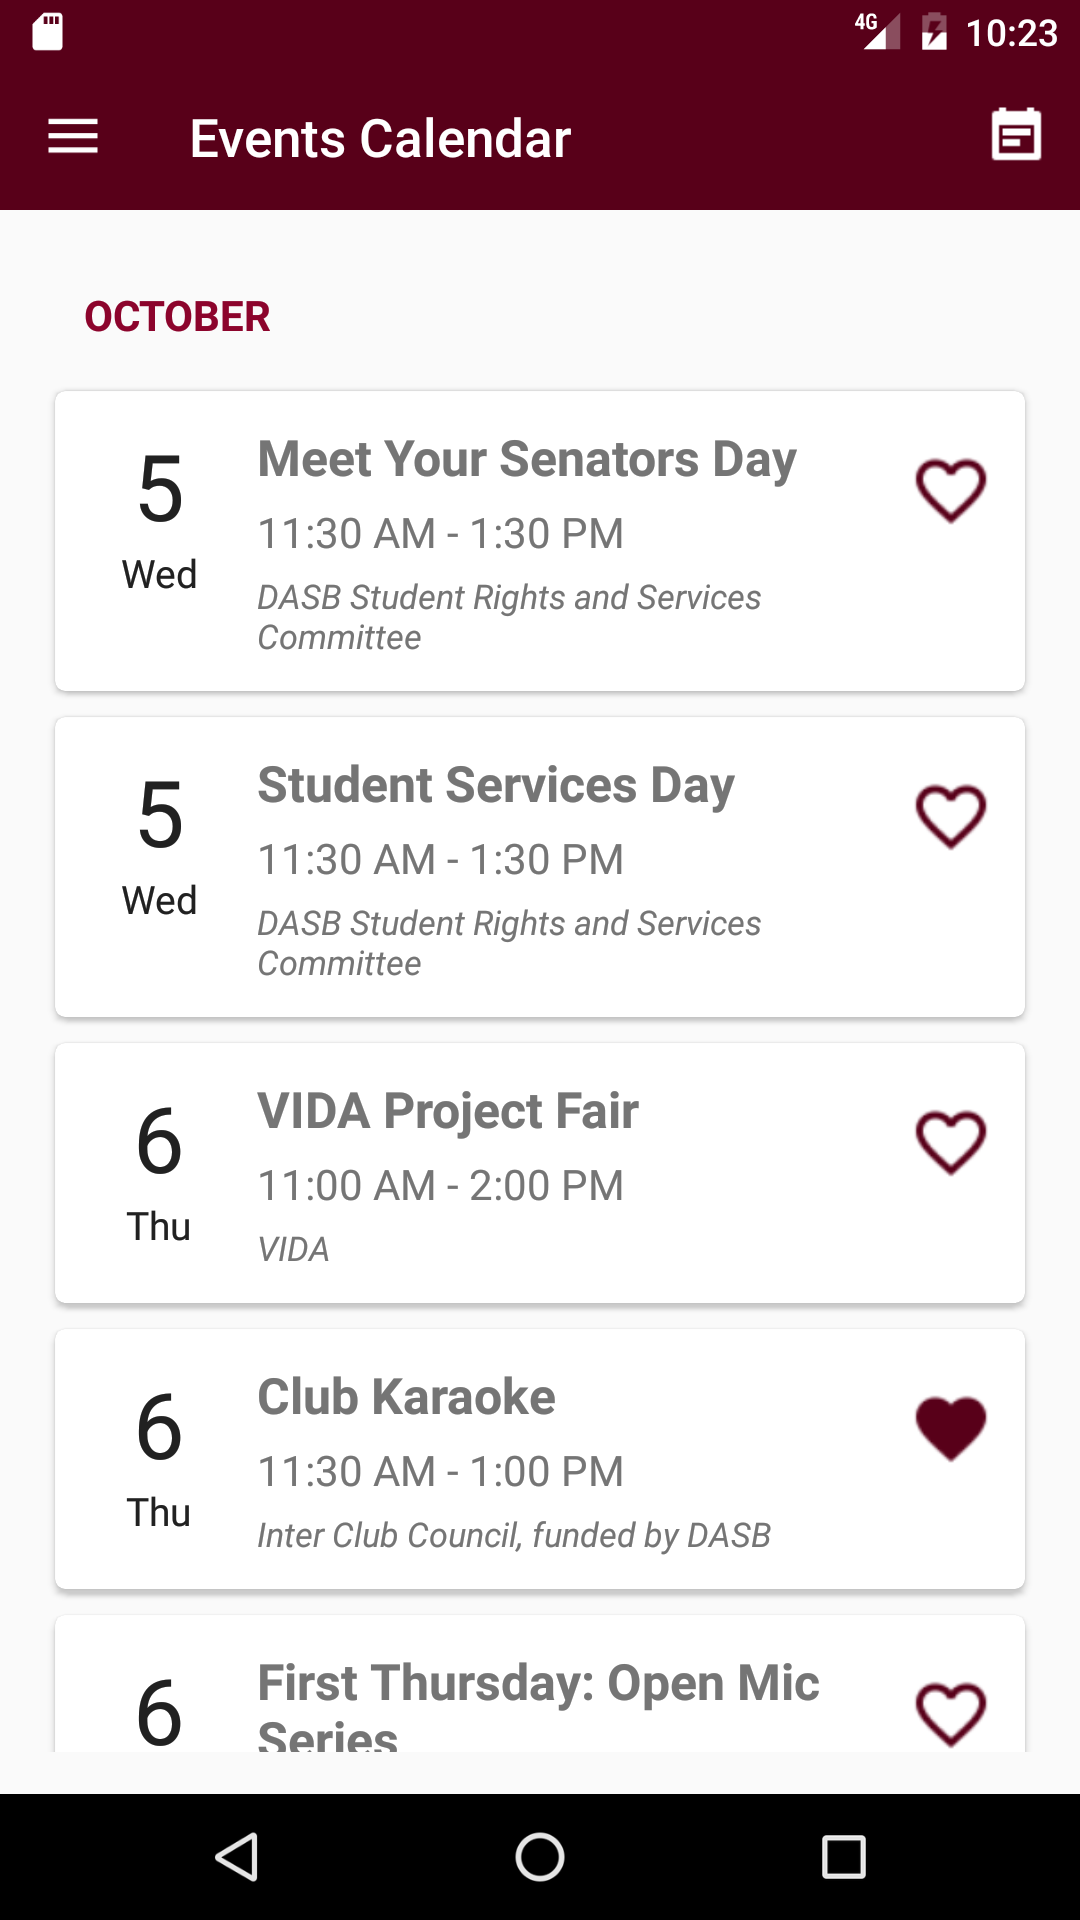 4G 10:23
Events Calendar
OCTOBER
5
Wed
Meet Your Senators Day
11:30 AM - 1:30 PM
DASB Student Rights and Services
Committee
5
Wed
Student Services Day
11:30 AM - 1:30 PM
DASB Student Rights and Services
Committee
6
Thu
VIDA Project Fair
11:00 AM - 2:00 PM
VIDA
6
Thu
Club Karaoke
11:30 AM - 1:00 PM
Inter Club Council, funded by DASB
6
First Thursday: Open Mic
Series